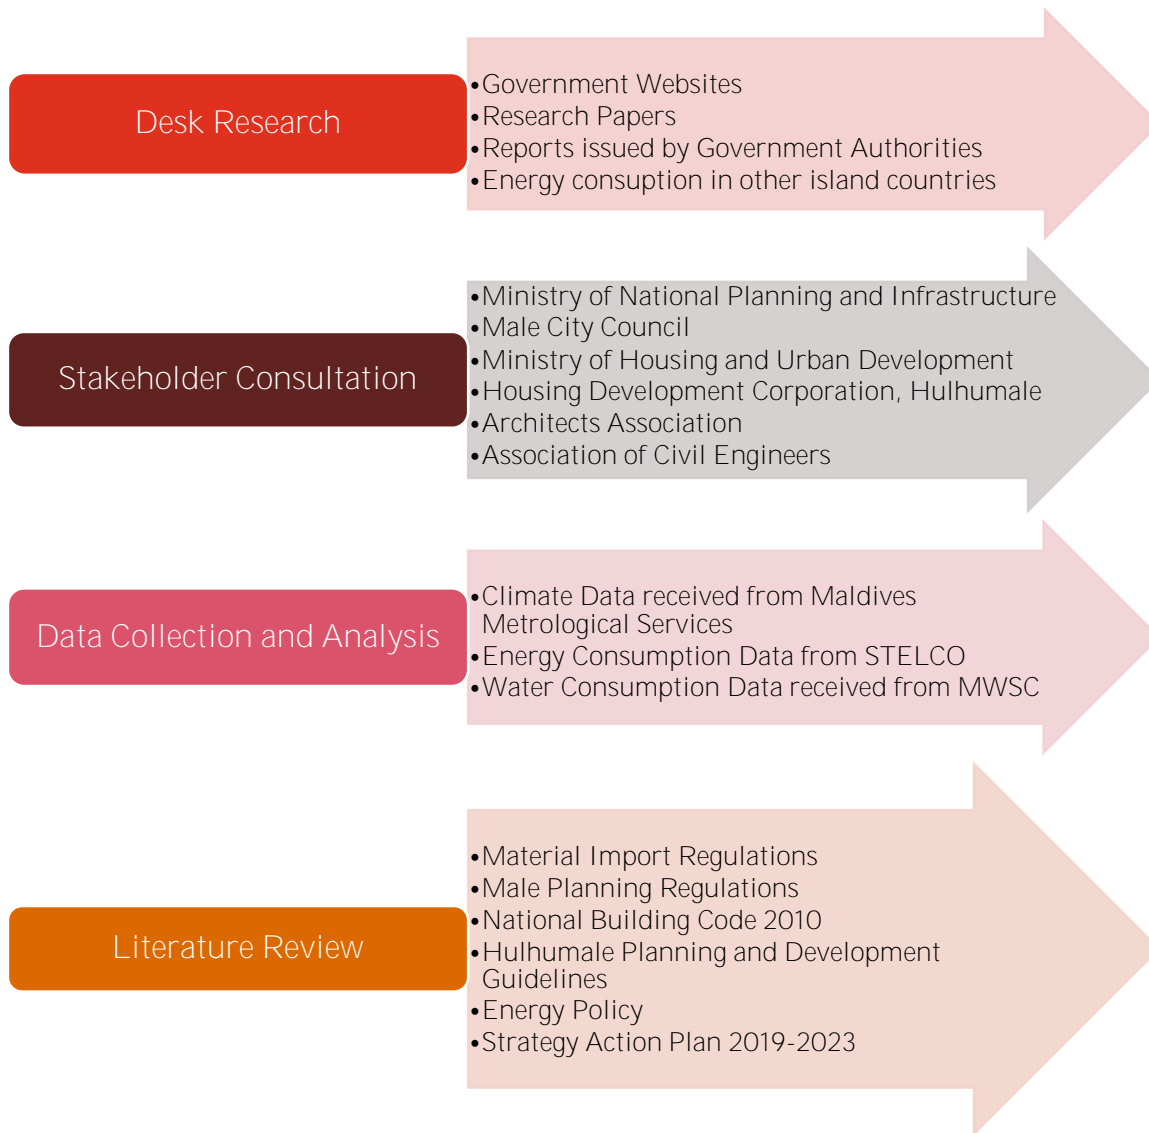 Desk Research
•Government Websites
•Research Papers
•Reports issued by Government Authorities
•Energy consuption in other island countries
Stakeholder Consultation
•Ministry of National Planning and Infrastructure
•Male City Council
•Ministry of Housing and Urban Development
•Housing Development Corporation, Hulhumale
•Architects Association
•Association of Civil Engineers
Data Collection and Analysis
•Climate Data received from Maldives
Metrological Services
•Energy Consumption Data from STELCO
•Water Consumption Data received from MWSC
Literature Review
•Material Import Regulations
•Male Planning Regulations
•National Building Code 2010
•Hulhumale Planning and Development
Guidelines
•Energy Policy
•Strategy Action Plan 2019-2023